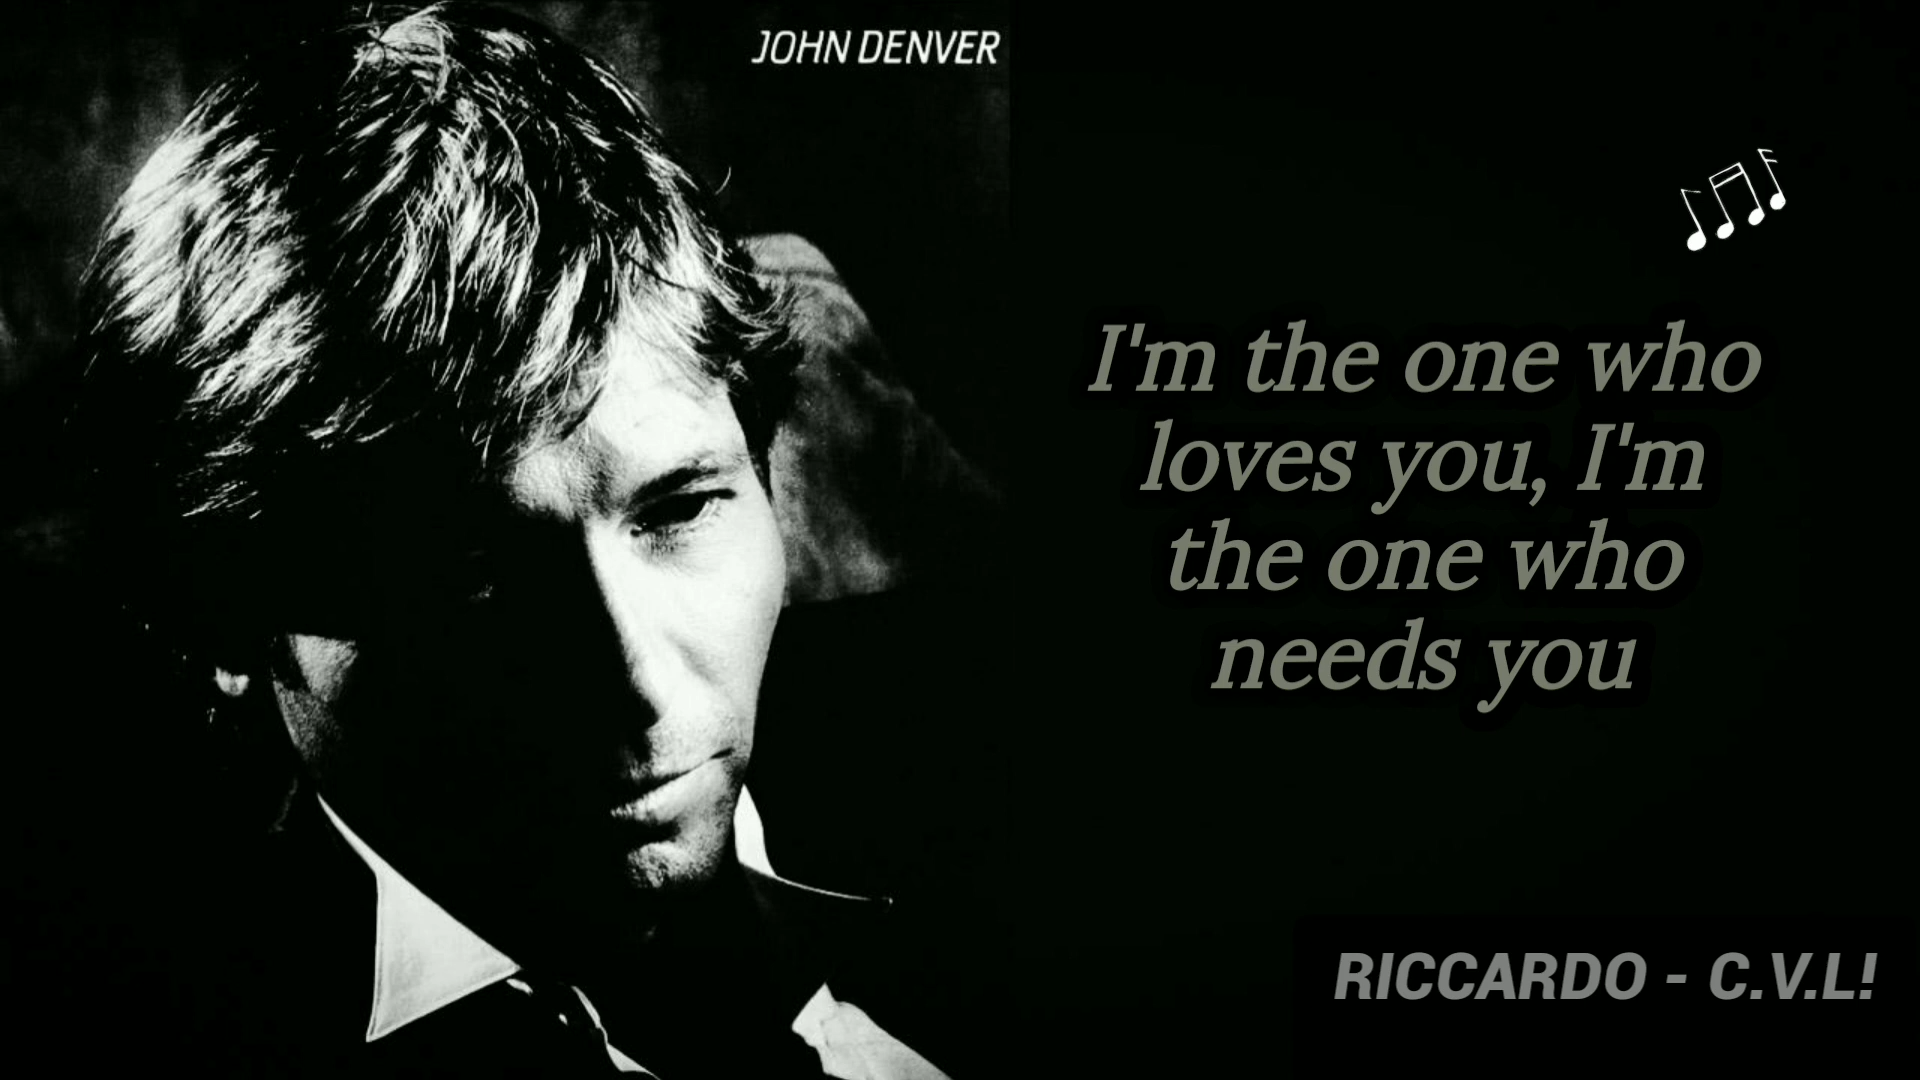 JOHN DENVER
I'm the one who
loves you, I'm
the one who
needs you
RICCARDO - C.V.L!